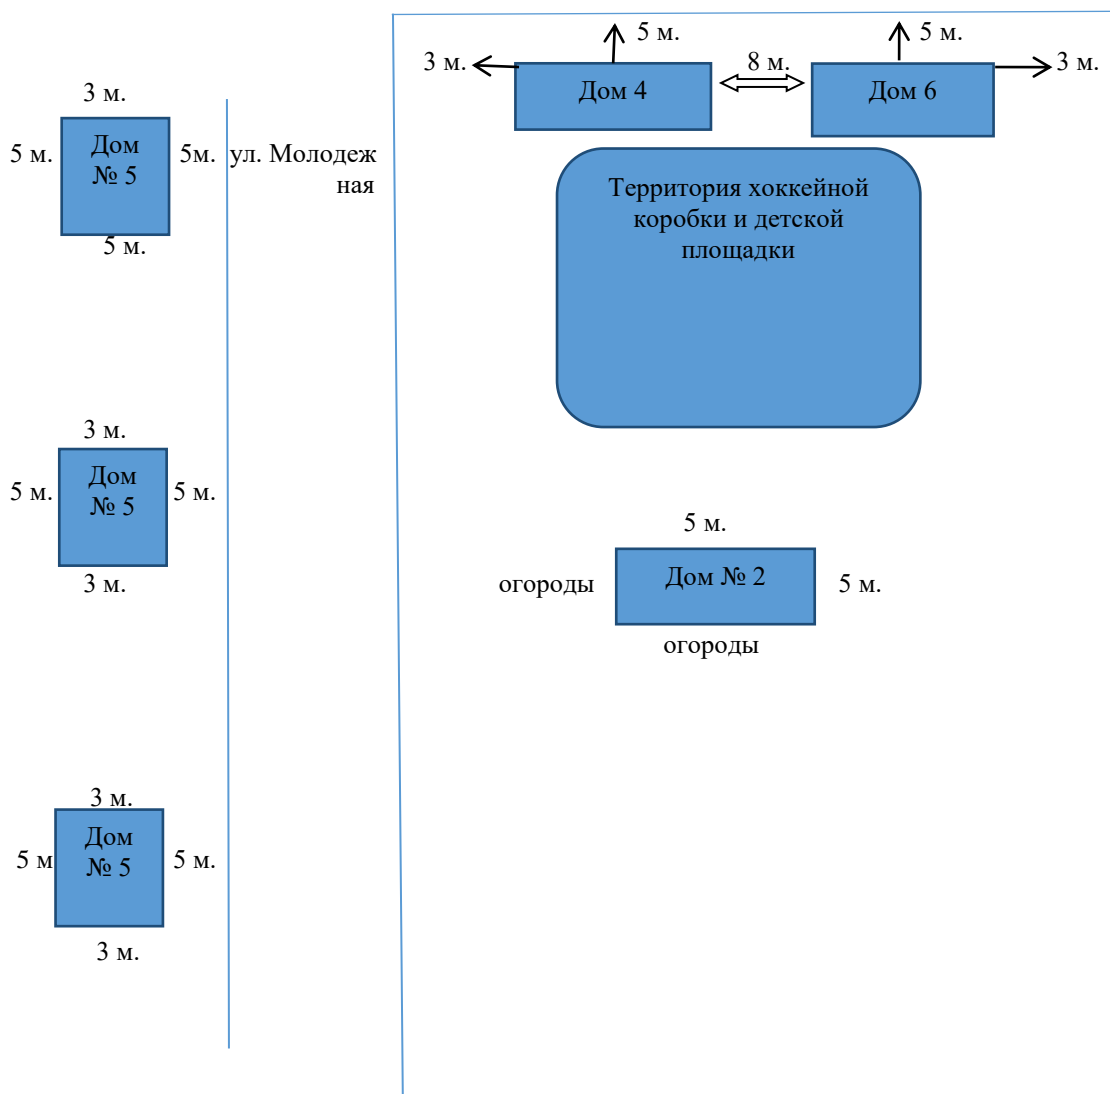 5 м.
5 м.
3 м.
8 м.
3 м.
Дом 4
Дом 6
3 м.
5 м.
Дом
№ 5
5м.
5 м.
ул. Молодеж
ная
Территория хоккейной
коробки и детской
площадки
3 м.
5 м.
Дом
№ 5
5 м.
3 м.
5 м.
огороды
Дом № 2
5 м.
огороды
3 м.
5 м
Дом
№ 5
5 м.
3 м.